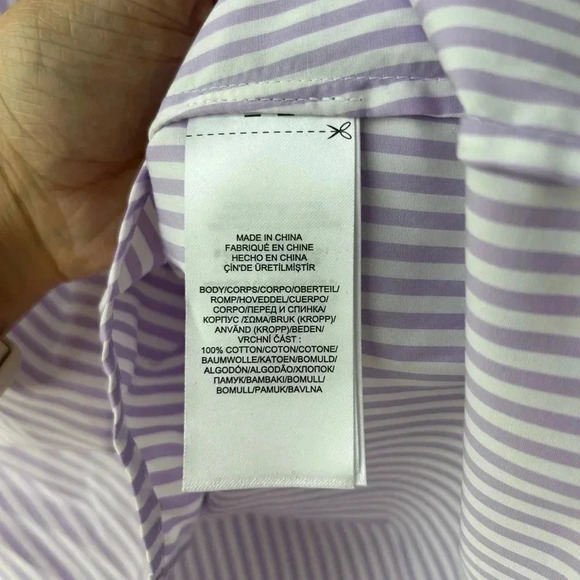 MADE IN CHINA
FABRIQUÉ EN CHINE
HECHO EN CHINA
ÇİN'DE ÜRETİLMİŞTİR
BODY/CORPS/CORPO/OBERTEIL/
ROMP/HOVEDDEL/CUERPO/
CORPO/ПЕРЕД И СПИНКА/
КОРПУС /ΣΩΜΑ/BRUK (KROPP)/
ANVÄND (KROPP)/BEDEN/
VRCHNÍ ČÁST :
100% COTTON/COTON/COTONE/
BAUMWOLLE/KATOEN/BOMULD/
ALGODÓN/ALGODÃO/ХЛОПОК/
ПАМУК/ΒΑΜΒΑΚΙ/BOMULL/
BOMULL/PAMUK/BAVLNA